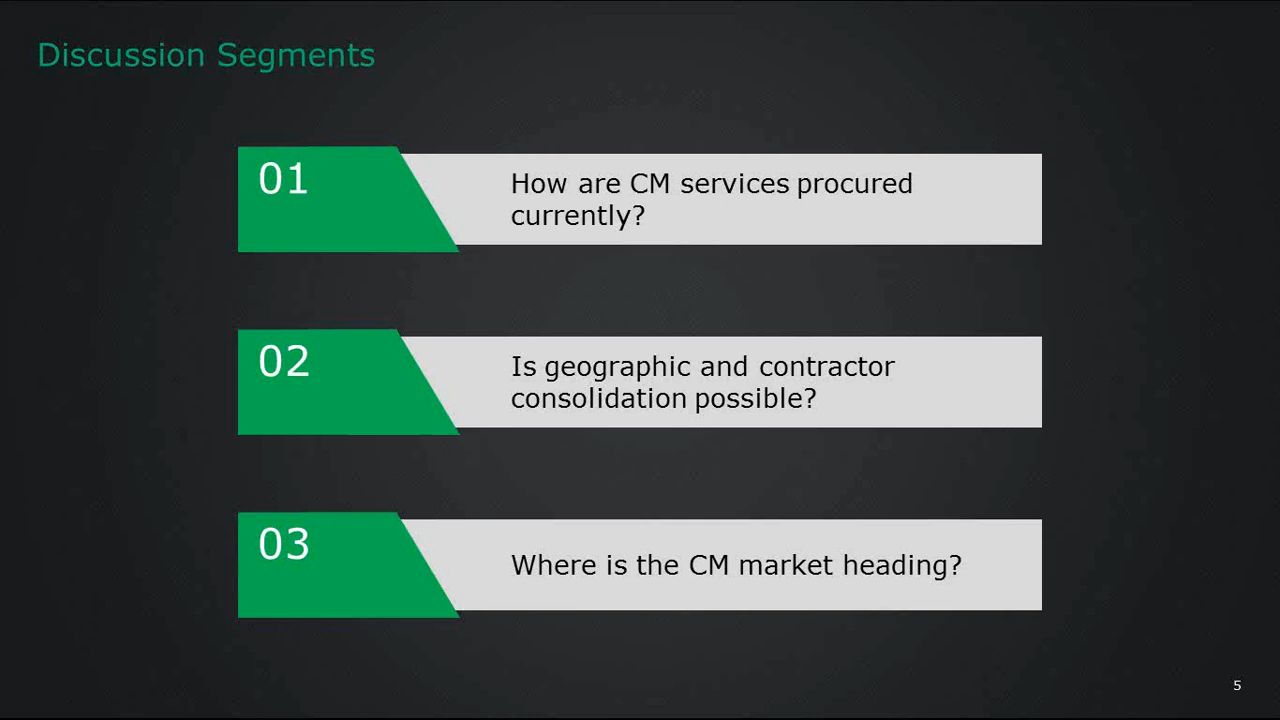 Discussion Segments
01
How are CM services procured
currently?
02
Is geographic and contractor
consolidation possible?
03
Where is the CM market heading?
5